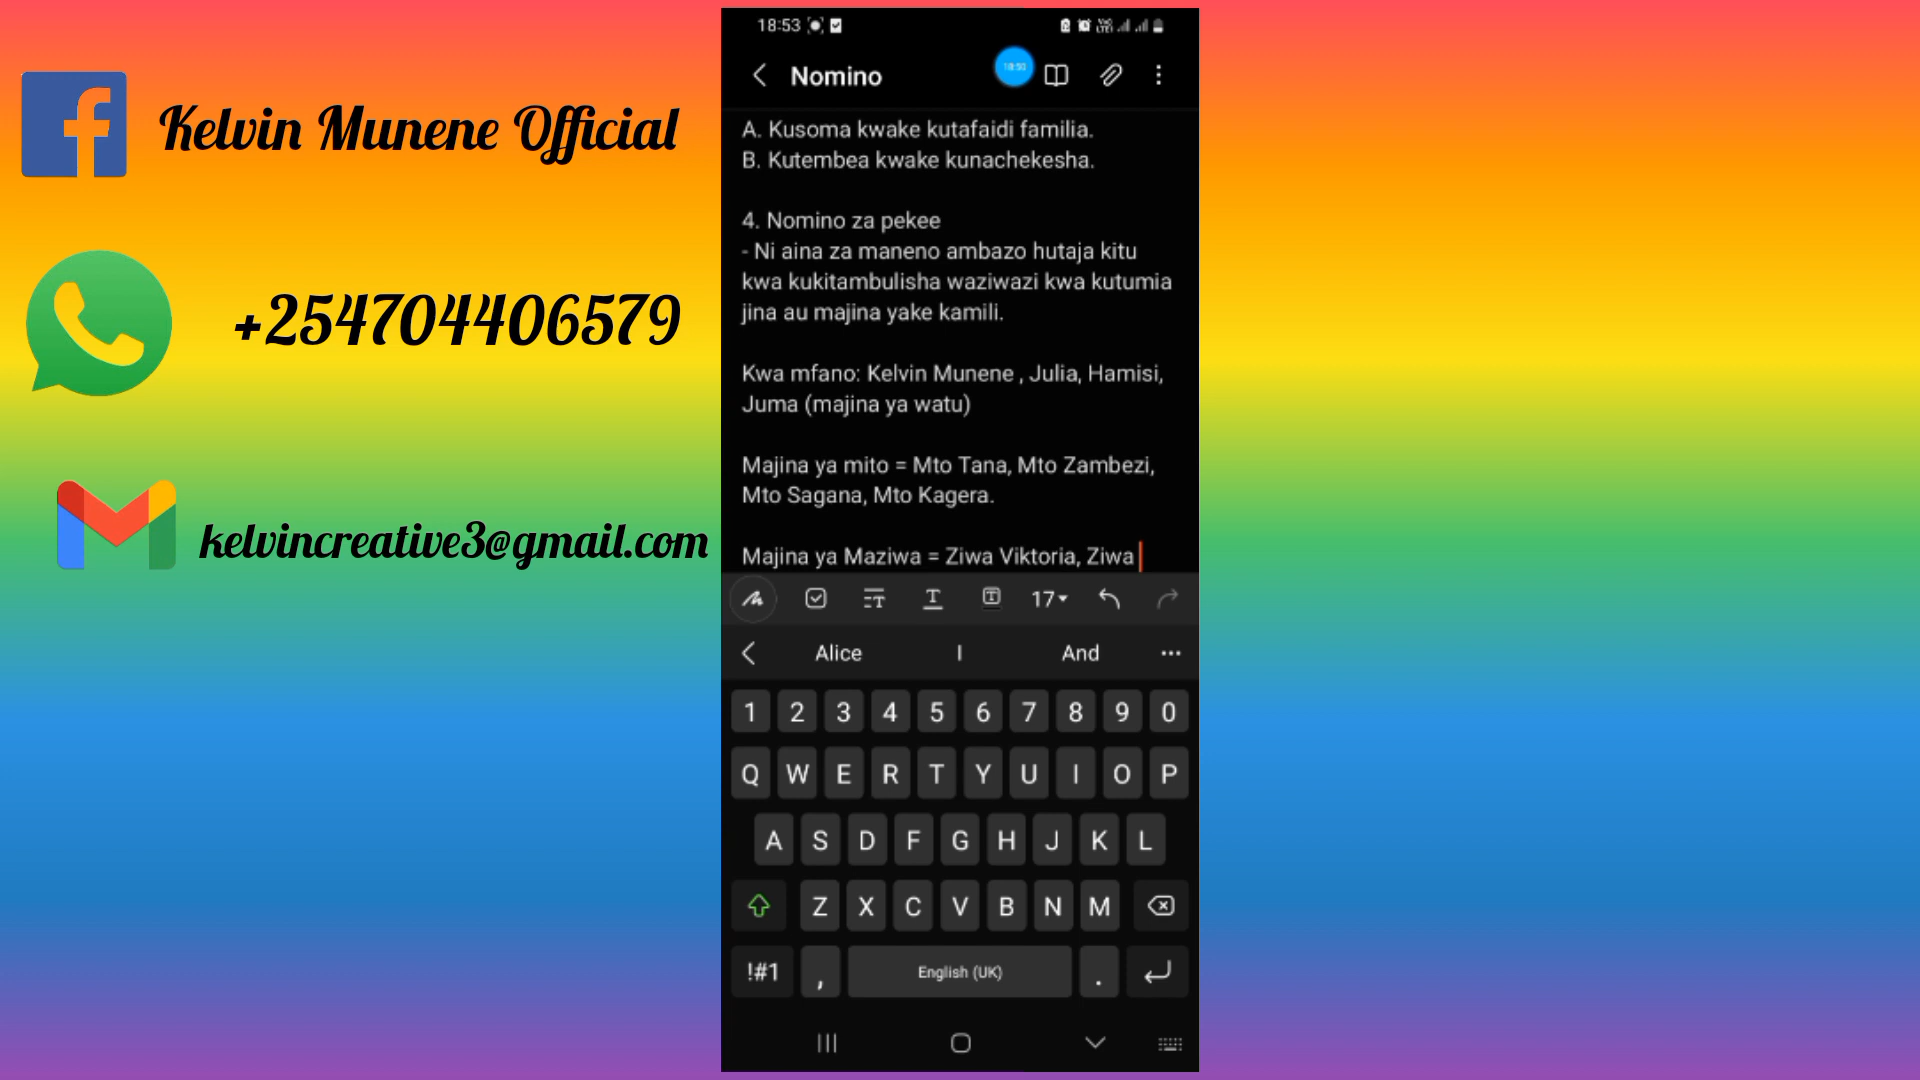 Kelvin Munene Official
+254704406579
kelvincreative3@gmail.com
18:53
Nomino
18:50
A. Kusoma kwake kutafaidi familia.
B. Kutembea kwake kunachekesha.
4. Nomino za pekee
- Ni aina za maneno ambazo hutaja kitu
kwa kukitambulisha waziwazi kwa kutumia
jina au majina yake kamili.
Kwa mfano: Kelvin Munene , Julia, Hamisi,
Juma (majina ya watu)
Majina ya mito = Mto Tana, Mto Zambezi,
Mto Sagana, Mto Kagera.
Majina ya Maziwa = Ziwa Viktoria, Ziwa
17
Alice I And
1 2 3 4 5 6 7 8 9 0
Q W E R T Y U I O P
A S D F G H J K L
Z X C V B N M
!#1 , English (UK) .